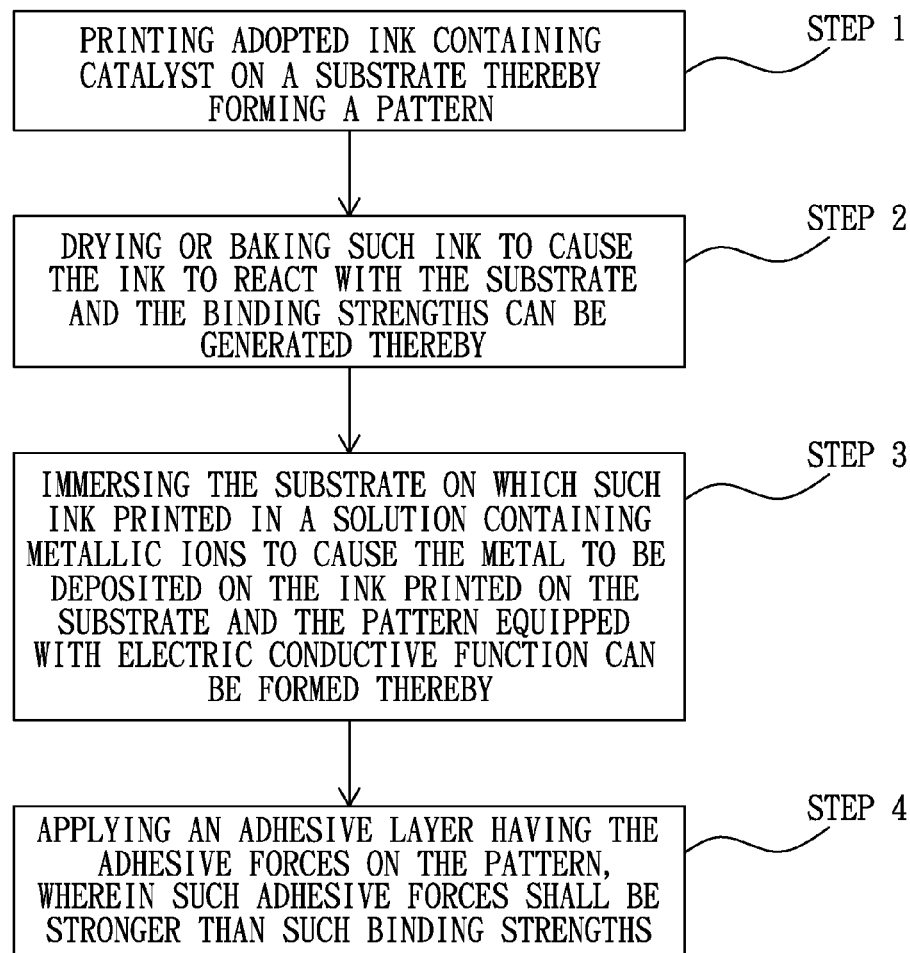 PRINTING ADOPTED INK CONTAINING
CATALYST ON A SUBSTRATE THEREBY
FORMING A PATTERN
STEP 1
DRYING OR BAKING SUCH INK TO CAUSE
THE INK TO REACT WITH THE SUBSTRATE
AND THE BINDING STRENGTHS CAN BE
GENERATED THEREBY
STEP 2
IMMERSING THE SUBSTRATE ON WHICH SUCH
INK PRINTED IN A SOLUTION CONTAINING
METALLIC IONS TO CAUSE THE METAL TO BE
DEPOSITED ON THE INK PRINTED ON THE
SUBSTRATE AND THE PATTERN EQUIPPED
WITH ELECTRIC CONDUCTIVE FUNCTION CAN
BE FORMED THEREBY
STEP 3
APPLYING AN ADHESIVE LAYER HAVING THE
ADHESIVE FORCES ON THE PATTERN,
WHEREIN SUCH ADHESIVE FORCES SHALL BE
STRONGER THAN SUCH BINDING STRENGTHS
STEP 4